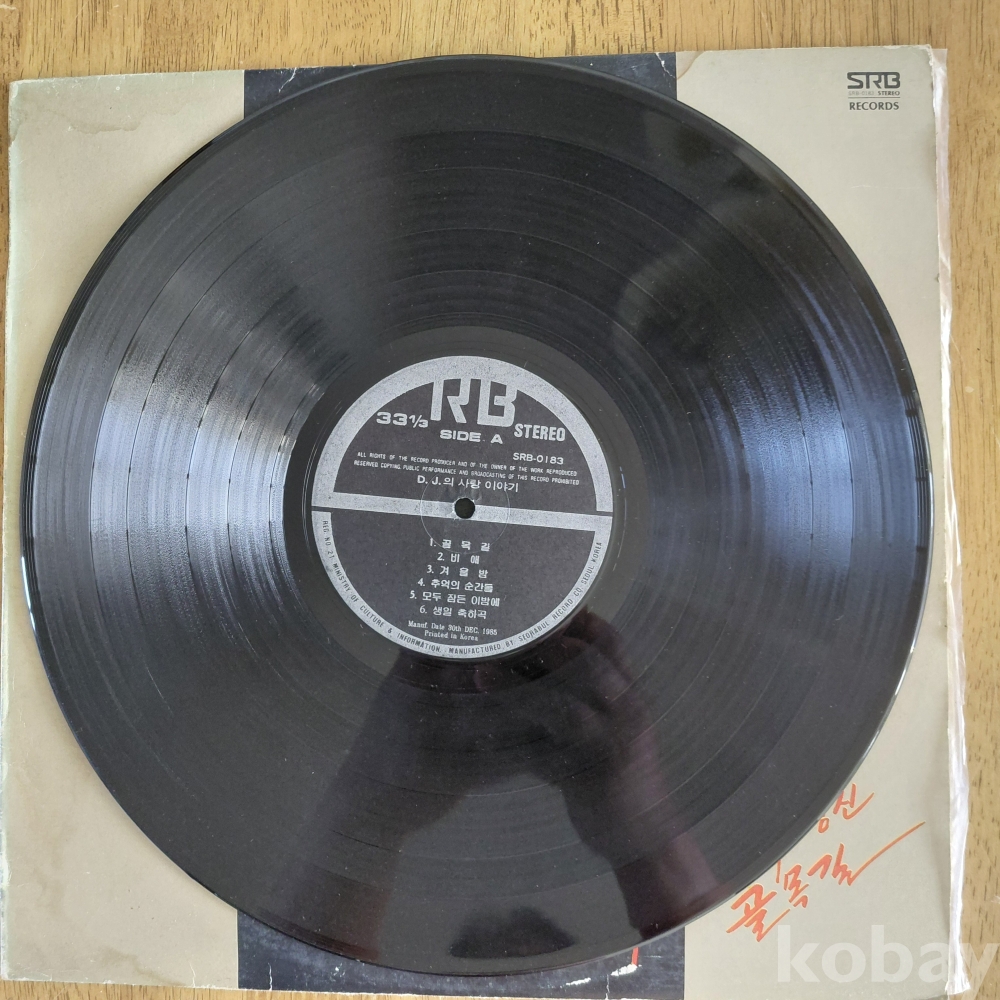 SRB
SRB-0183 STEREO
RECORDS
RB
33⅓
SIDE A
STEREO
SRB-0183
ALL RIGHTS OF THE RECORD PRODUCER AND OF THE OWNER OF THE WORK REPRODUCED
RESERVED COPYING, PUBLIC PERFORMANCE AND BROADCASTING OF THIS RECORD PROHIBITED
D. J.의 사랑 이야기
1. 골 목 길
2. 비 애
3. 겨 울 밤
4. 추억의 순간들
5. 모두 잠든 이밤에
6. 생일 축하곡
Manuf. Date 30th DEC. 1985
Printed in Korea
REG. NO. 21 MINISTRY OF CULTURE & INFORMATION. MANUFACTURED BY SEORABUL RECORD CO. SEOUL KOREA
신
골목길
kobay